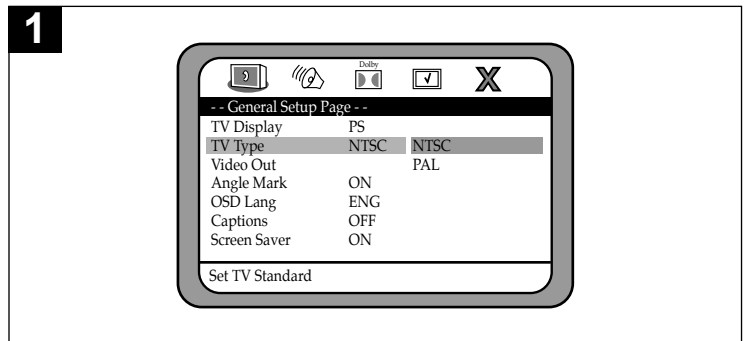 1
Dolby
X
- - General Setup Page - -
TV Display PS
TV Type NTSC NTSC
Video Out PAL
Angle Mark ON
OSD Lang ENG
Captions OFF
Screen Saver ON
Set TV Standard